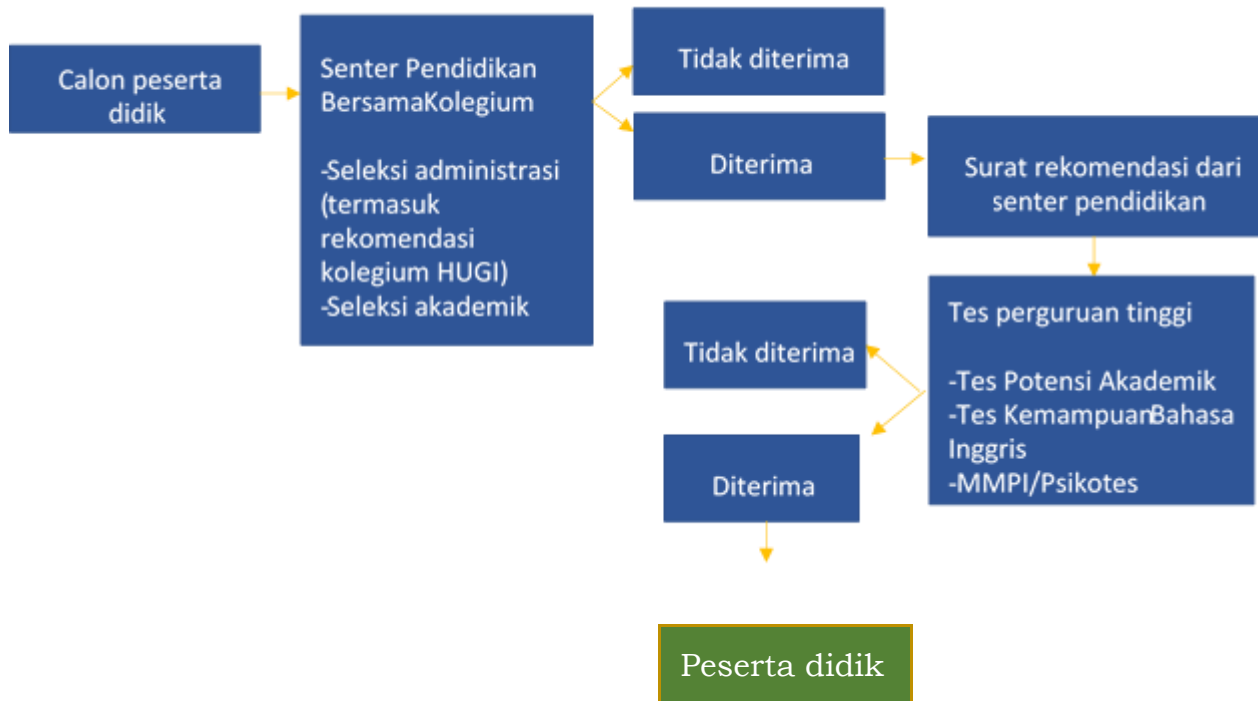 Calon peserta
didik
Senter Pendidikan
BersamaKolegium
-Seleksi administrasi
(termasuk
rekomendasi
kolegium HUGI)
-Seleksi akademik
Tidak diterima
Diterima
Surat rekomendasi dari
senter pendidikan
Tes perguruan tinggi
-Tes Potensi Akademik
-Tes KemampuanBahasa
Inggris
-MMPI/Psikotes
Tidak diterima
Diterima
Peserta didik